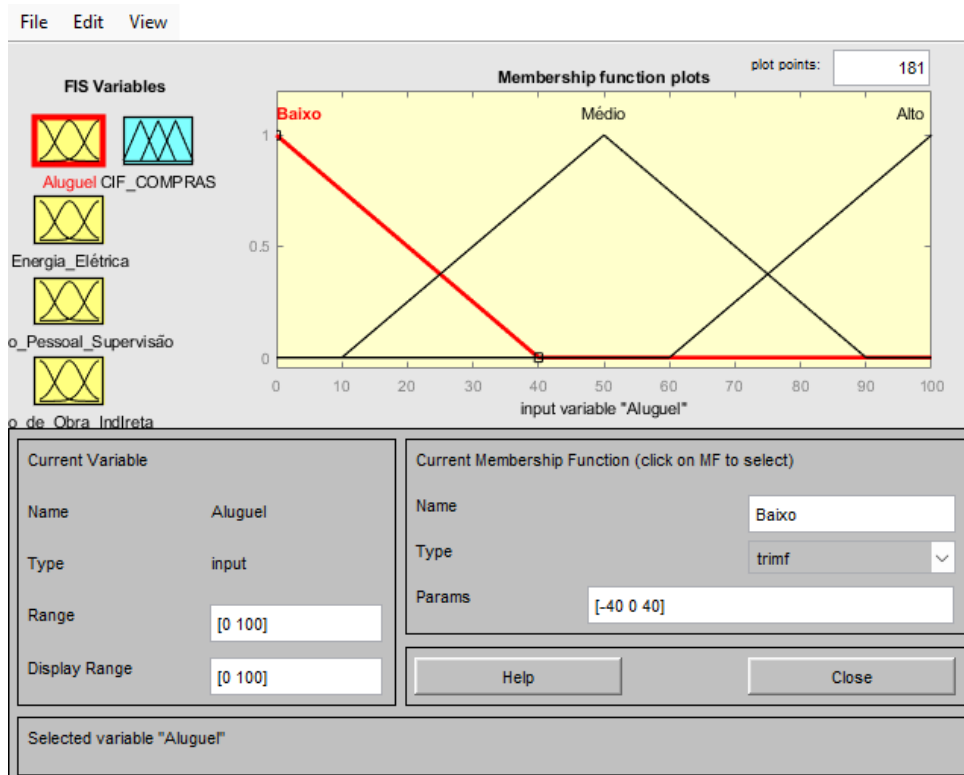 File Edit View
FIS Variables
Membership function plots
plot points: 181
Aluguel CIF_COMPRAS
Energia_Elétrica
o_Pessoal_Supervisão
o_de_Obra_IndIreta
Baixo Médio Alto
1
0.5
0
0 10 20 30 40 50 60 70 80 90 100
input variable "Aluguel"
Current Variable
Name Aluguel
Type input
Range [0 100]
Display Range [0 100]
Current Membership Function (click on MF to select)
Name Baixo
Type trimf
Params [-40 0 40]
Help Close
Selected variable "Aluguel"